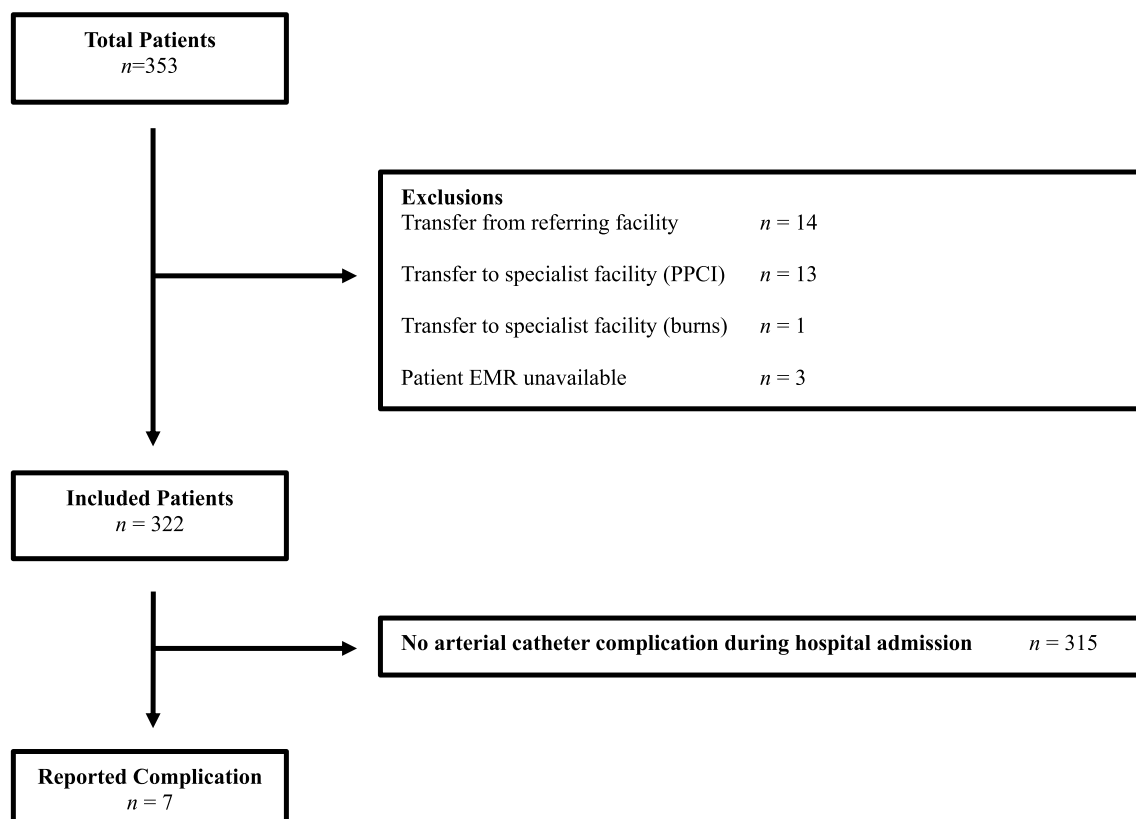 Total Patients
n=353
Exclusions
Transfer from referring facility n = 14
Transfer to specialist facility (PPCI) n = 13
Transfer to specialist facility (burns) n = 1
Patient EMR unavailable n = 3
Included Patients
n = 322
No arterial catheter complication during hospital admission n = 315
Reported Complication
n = 7